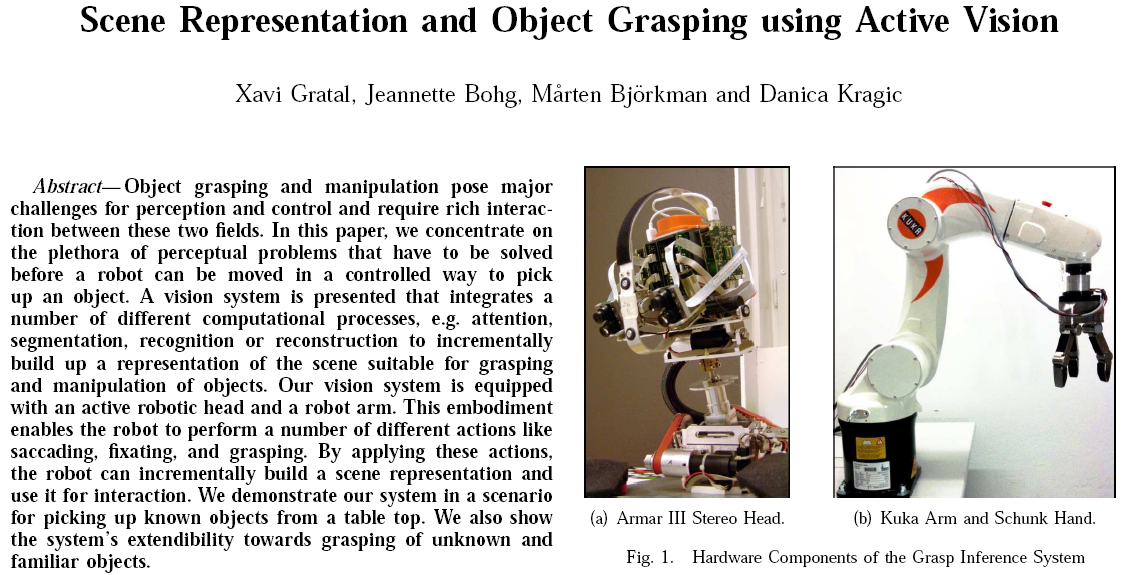 Scene Representation and Object Grasping using Active Vision
Xavi Gratal, Jeannette Bohg, Mårten Björkman and Danica Kragic
Abstract—Object grasping and manipulation pose major
challenges for perception and control and require rich interac-
tion between these two fields. In this paper, we concentrate on
the plethora of perceptual problems that have to be solved
before a robot can be moved in a controlled way to pick
up an object. A vision system is presented that integrates a
number of different computational processes, e.g. attention,
segmentation, recognition or reconstruction to incrementally
build up a representation of the scene suitable for grasping
and manipulation of objects. Our vision system is equipped
with an active robotic head and a robot arm. This embodiment
enables the robot to perform a number of different actions like
saccading, fixating, and grasping. By applying these actions,
the robot can incrementally build a scene representation and
use it for interaction. We demonstrate our system in a scenario
for picking up known objects from a table top. We also show
the system's extendibility towards grasping of unknown and
familiar objects.
KUKA
(a) Armar III Stereo Head.
(b) Kuka Arm and Schunk Hand.
Fig. 1. Hardware Components of the Grasp Inference System